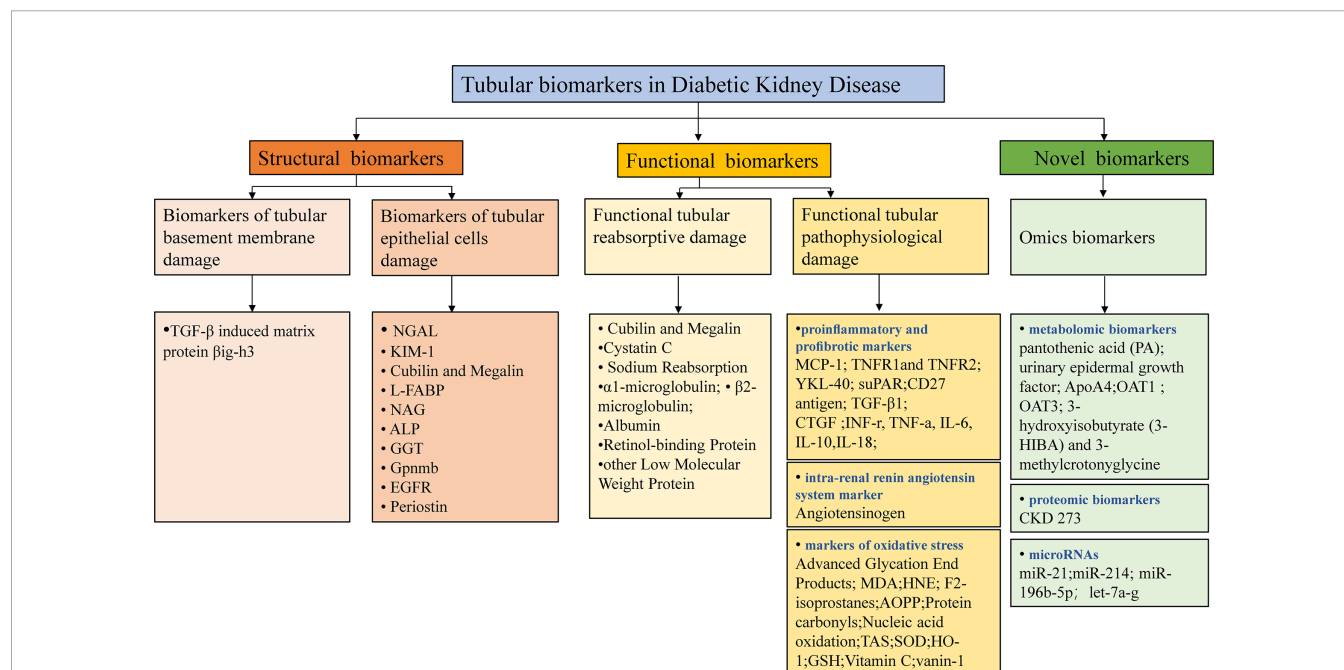 Tubular biomarkers in Diabetic Kidney Disease
Structural biomarkers
Functional biomarkers
Novel biomarkers
Biomarkers of tubular
basement membrane
damage
Biomarkers of tubular
epithelial cells
damage
Functional tubular
reabsorptive damage
Functional tubular
pathophysiological
damage
Omics biomarkers
•TGF-β induced matrix
protein βig-h3
• NGAL
• KIM-1
• Cubilin and Megalin
• L-FABP
• NAG
• ALP
• GGT
• Gpnmb
• EGFR
• Periostin
• Cubilin and Megalin
•Cystatin C
• Sodium Reabsorption
•α1-microglobulin; • β2-
microglobulin;
•Albumin
•Retinol-binding Protein
•other Low Molecular
Weight Protein
•proinflammatory and
profibrotic markers
MCP-1; TNFR1and TNFR2;
YKL-40; suPAR;CD27
antigen; TGF-β1;
CTGF ;INF-r, TNF-a, IL-6,
IL-10,IL-18;
• intra-renal renin angiotensin
system marker
Angiotensinogen
• markers of oxidative stress
Advanced Glycation End
Products; MDA;HNE; F2-
isoprostanes;AOPP;Protein
carbonyls;Nucleic acid
oxidation;TAS;SOD;HO-
1;GSH;Vitamin C;vanin-1
• metabolomic biomarkers
pantothenic acid (PA);
urinary epidermal growth
factor; ApoA4;OAT1 ;
OAT3; 3-
hydroxyisobutyrate (3-
HIBA) and 3-
methylcrotonyglycine
• proteomic biomarkers
CKD 273
• microRNAs
miR-21;miR-214; miR-
196b-5p; let-7a-g